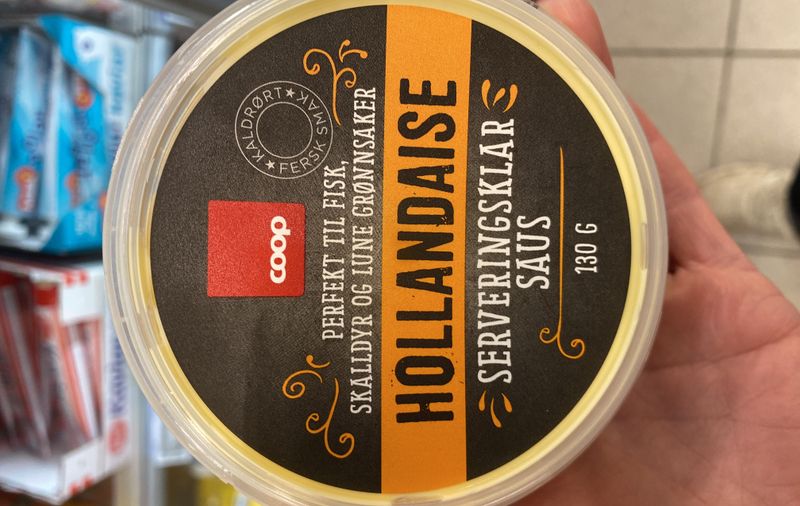 KALDRØRT
FERSK SMAK
coop
PERFEKT TIL FISK,
SKALLDYR OG LUNE GRØNNSAKER
HOLLANDAISE
SERVERINGSKLAR
SAUS
130 G